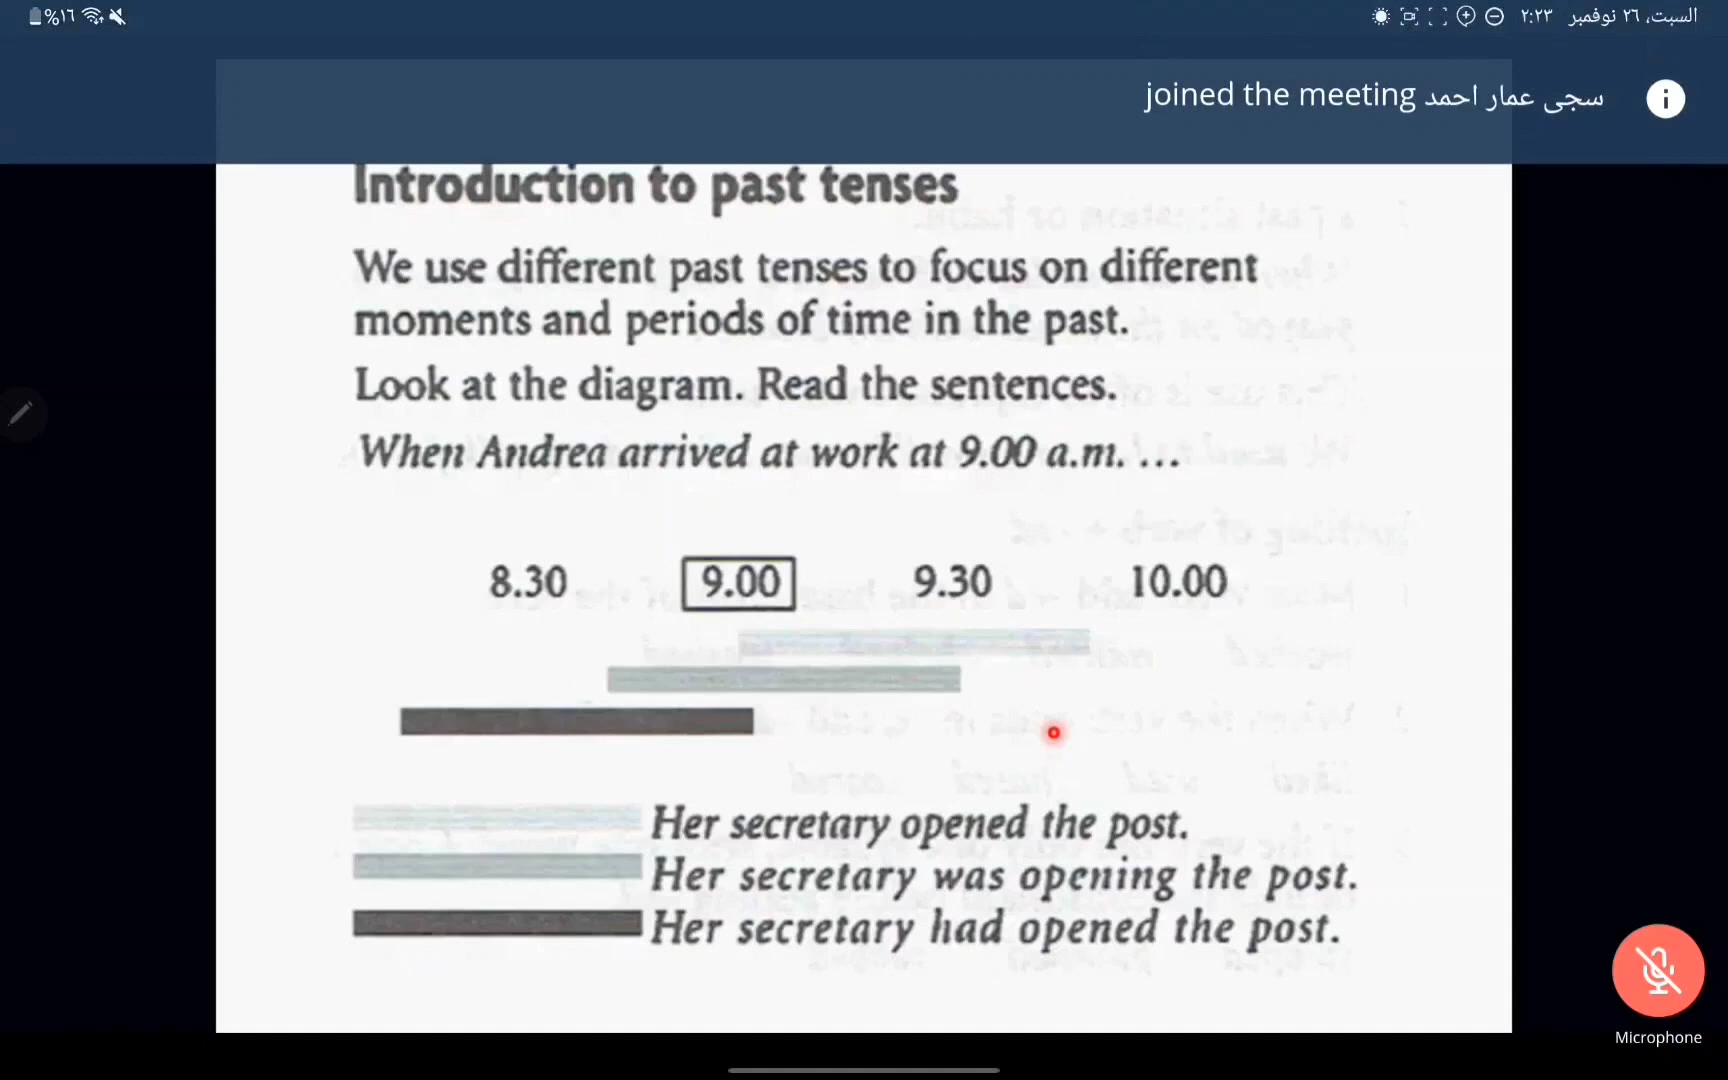 %١٦
السبت، ٢٦ نوفمبر ٢:٢٣
سجى عمار احمد joined the meeting
Introduction to past tenses
We use different past tenses to focus on different
moments and periods of time in the past.
Look at the diagram. Read the sentences.
When Andrea arrived at work at 9.00 a.m. ...
8.30 9.00 9.30 10.00
Her secretary opened the post.
Her secretary was opening the post.
Her secretary had opened the post.
Microphone